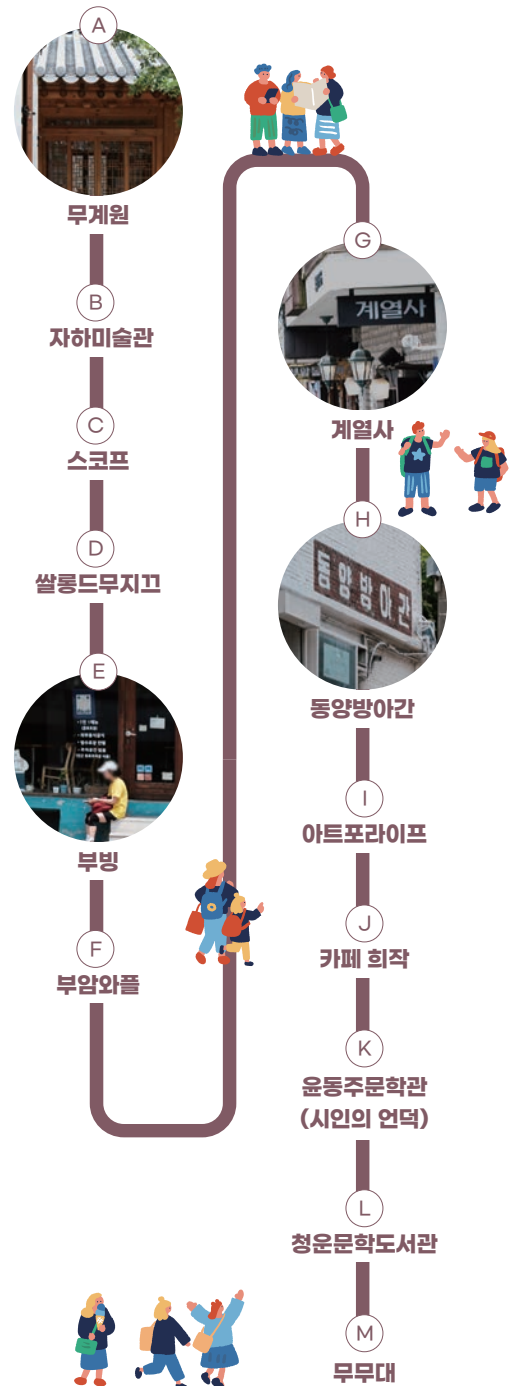 A
무계원
B
자하미술관
C
스코프
D
쌀롱드무지끄
E
부빙
F
부암와플
G
계열사
계열사
H
동양방아간
동양방아간
I
아트포라이프
J
카페 희작
K
윤동주문학관
(시인의 언덕)
L
청운문학도서관
M
무무대